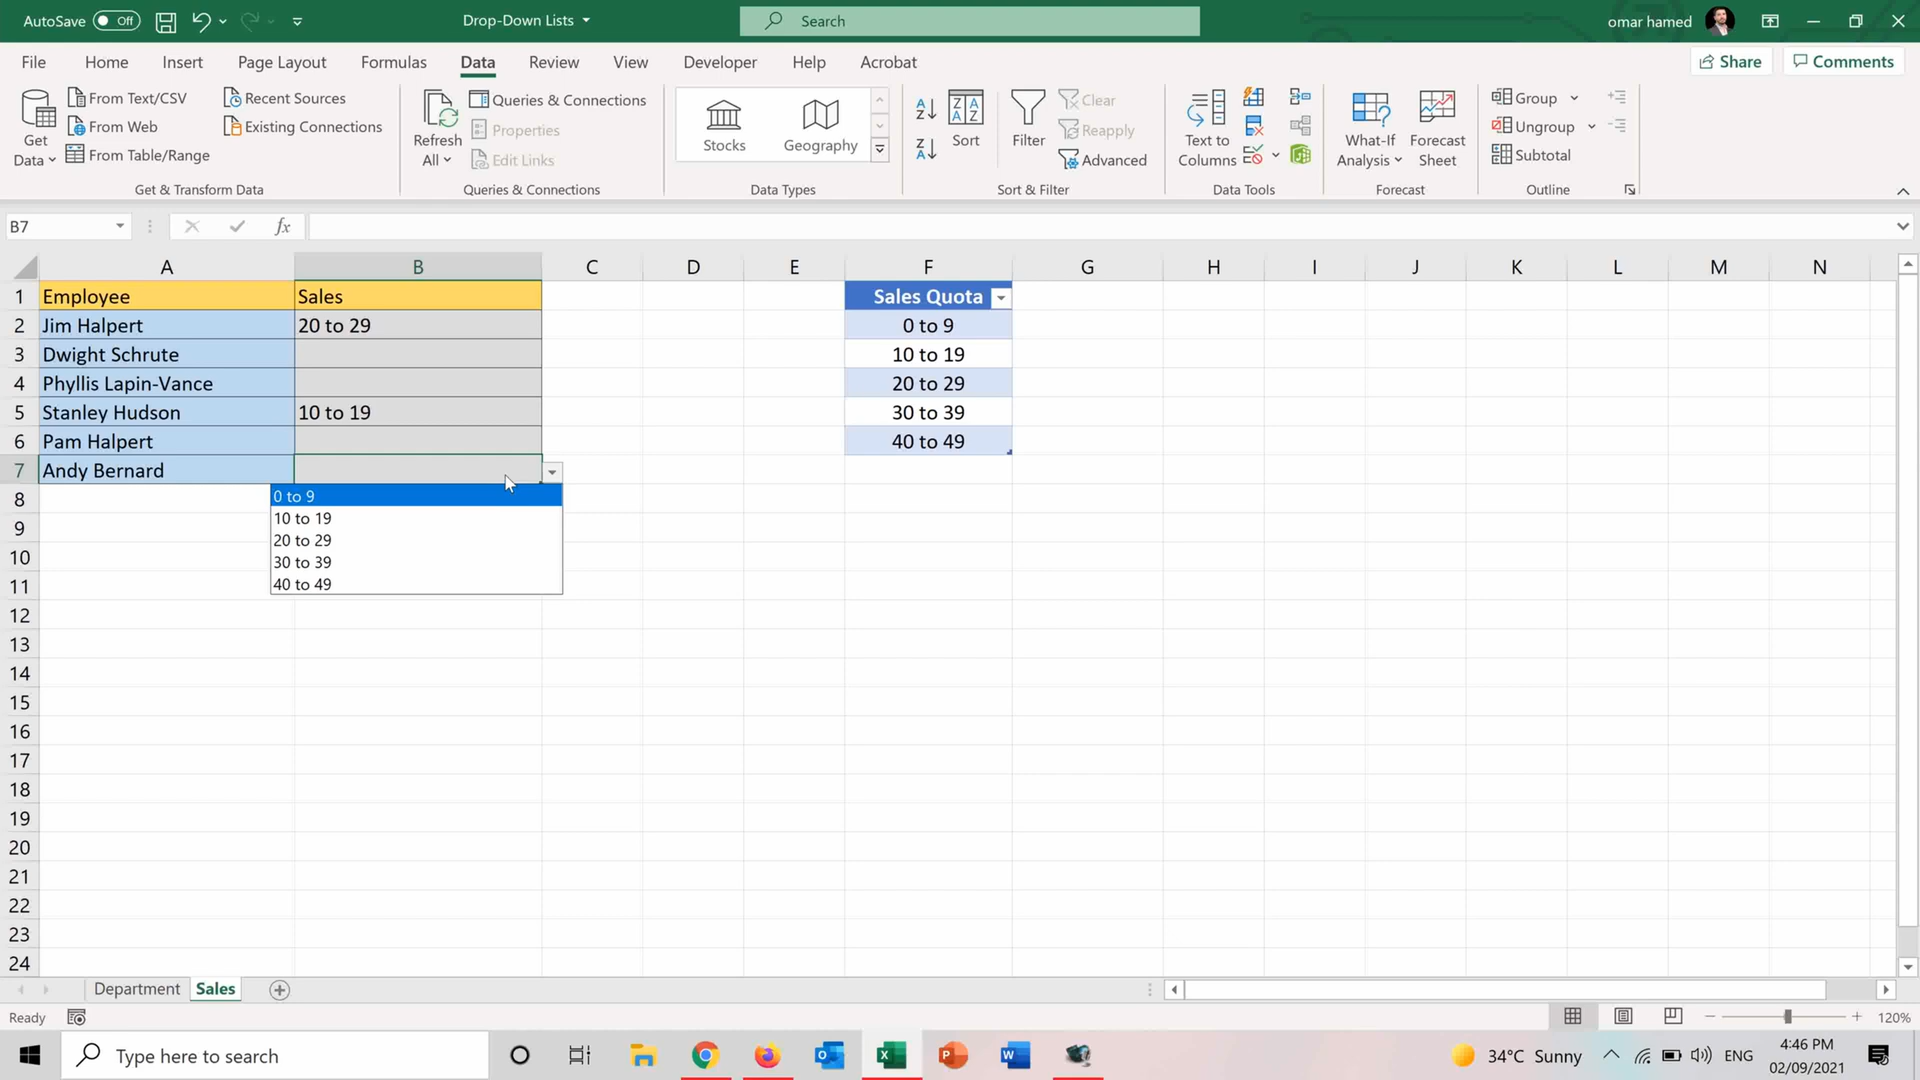 AutoSave Off Drop-Down Lists Search omar hamed
File Home Insert Page Layout Formulas Data Review View Developer Help Acrobat Share Comments
Get Data
From Text/CSV
From Web
From Table/Range
Recent Sources
Existing Connections
Get & Transform Data
Refresh All
Queries & Connections
Properties
Edit Links
Queries & Connections
Stocks Geography
Data Types
Sort
Filter
Clear
Reapply
Advanced
Sort & Filter
Text to Columns
Data Tools
What-If Analysis
Forecast Sheet
Forecast
Group
Ungroup
Subtotal
Outline
B7 fx
A B C D E F G H I J K L M N
1 Employee Sales Sales Quota
2 Jim Halpert 20 to 29 0 to 9
3 Dwight Schrute 10 to 19
4 Phyllis Lapin-Vance 20 to 29
5 Stanley Hudson 10 to 19 30 to 39
6 Pam Halpert 40 to 49
7 Andy Bernard
0 to 9
10 to 19
20 to 29
30 to 39
40 to 49
8
9
10
11
12
13
14
15
16
17
18
19
20
21
22
23
24
Department Sales
Ready 120%
Type here to search 34°C Sunny ENG 4:46 PM
02/09/2021